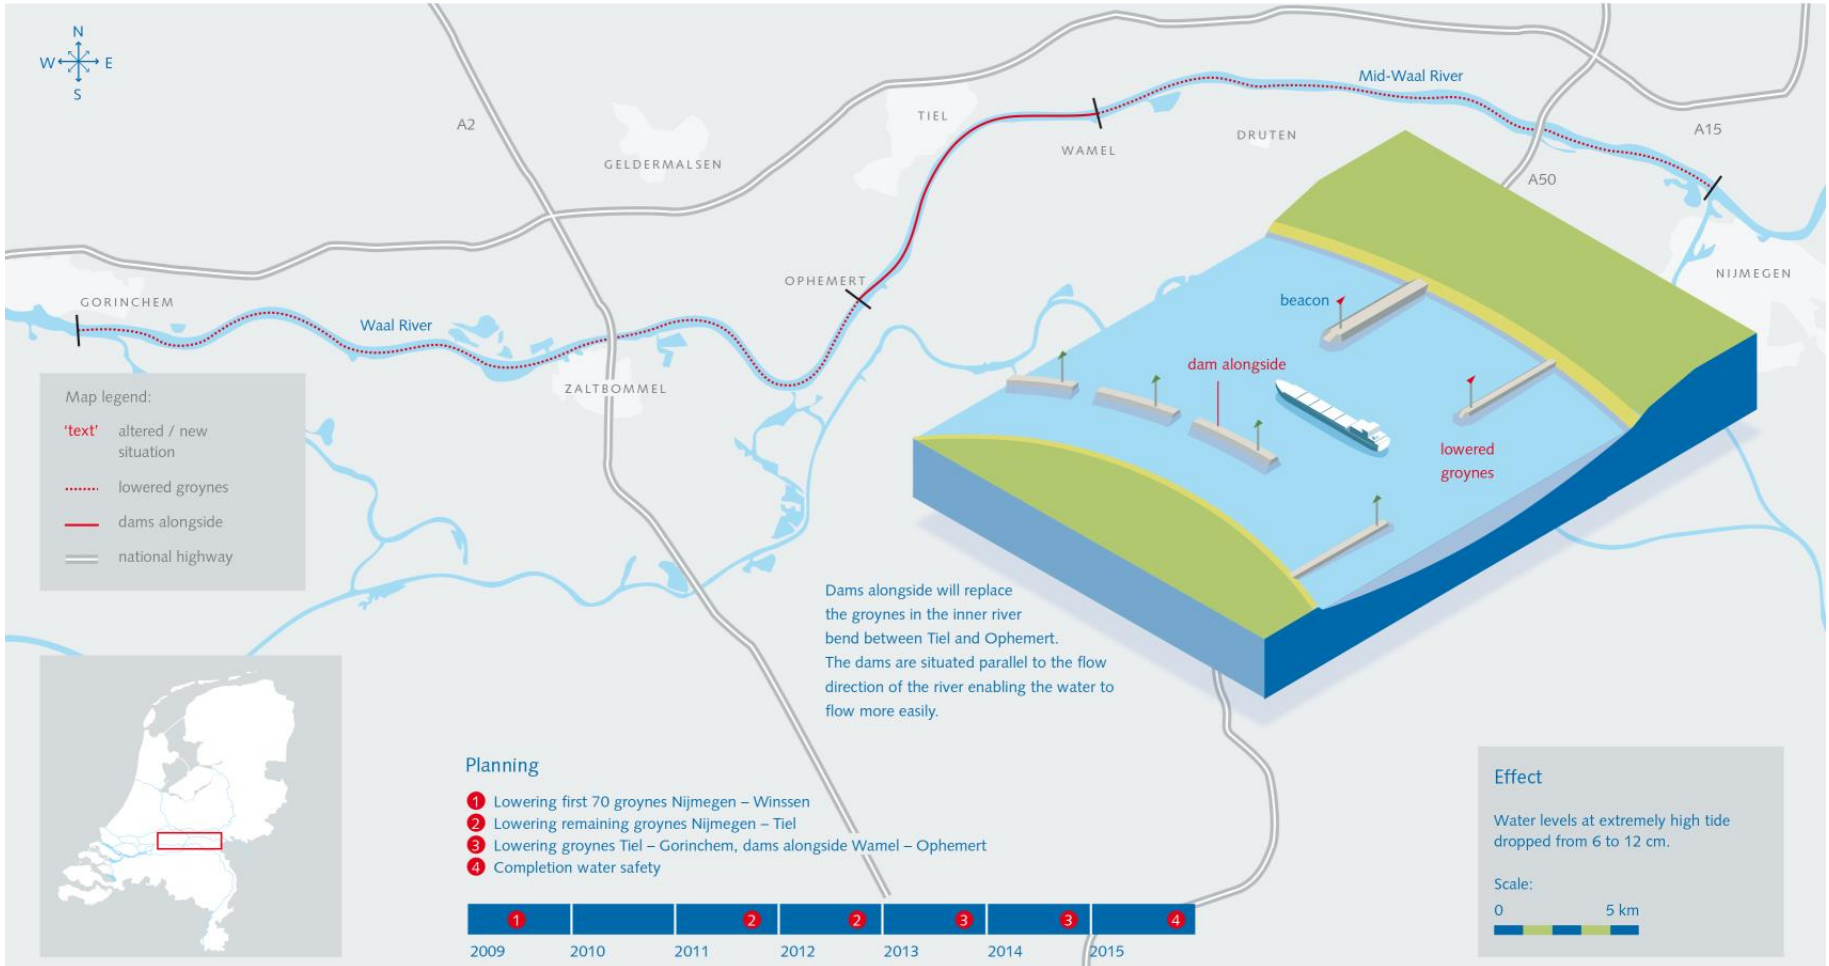 N
W E
S
A2
GELDERMALSEN
TIEL
WAMEL
DRUTEN
Mid-Waal River
A15
A50
NIJMEGEN
GORINCHEM
Waal River
OPHEMERT
ZALTBOMMEL
beacon
dam alongside
lowered
groynes
Map legend:
'text' altered / new
situation
lowered groynes
dams alongside
national highway
Dams alongside will replace
the groynes in the inner river
bend between Tiel and Ophemert.
The dams are situated parallel to the flow
direction of the river enabling the water to
flow more easily.
Planning
1 Lowering first 70 groynes Nijmegen – Winssen
2 Lowering remaining groynes Nijmegen – Tiel
3 Lowering groynes Tiel – Gorinchem, dams alongside Wamel – Ophemert
4 Completion water safety
1 2 2 3 3 4
2009 2010 2011 2012 2013 2014 2015
Effect
Water levels at extremely high tide
dropped from 6 to 12 cm.
Scale:
0 5 km